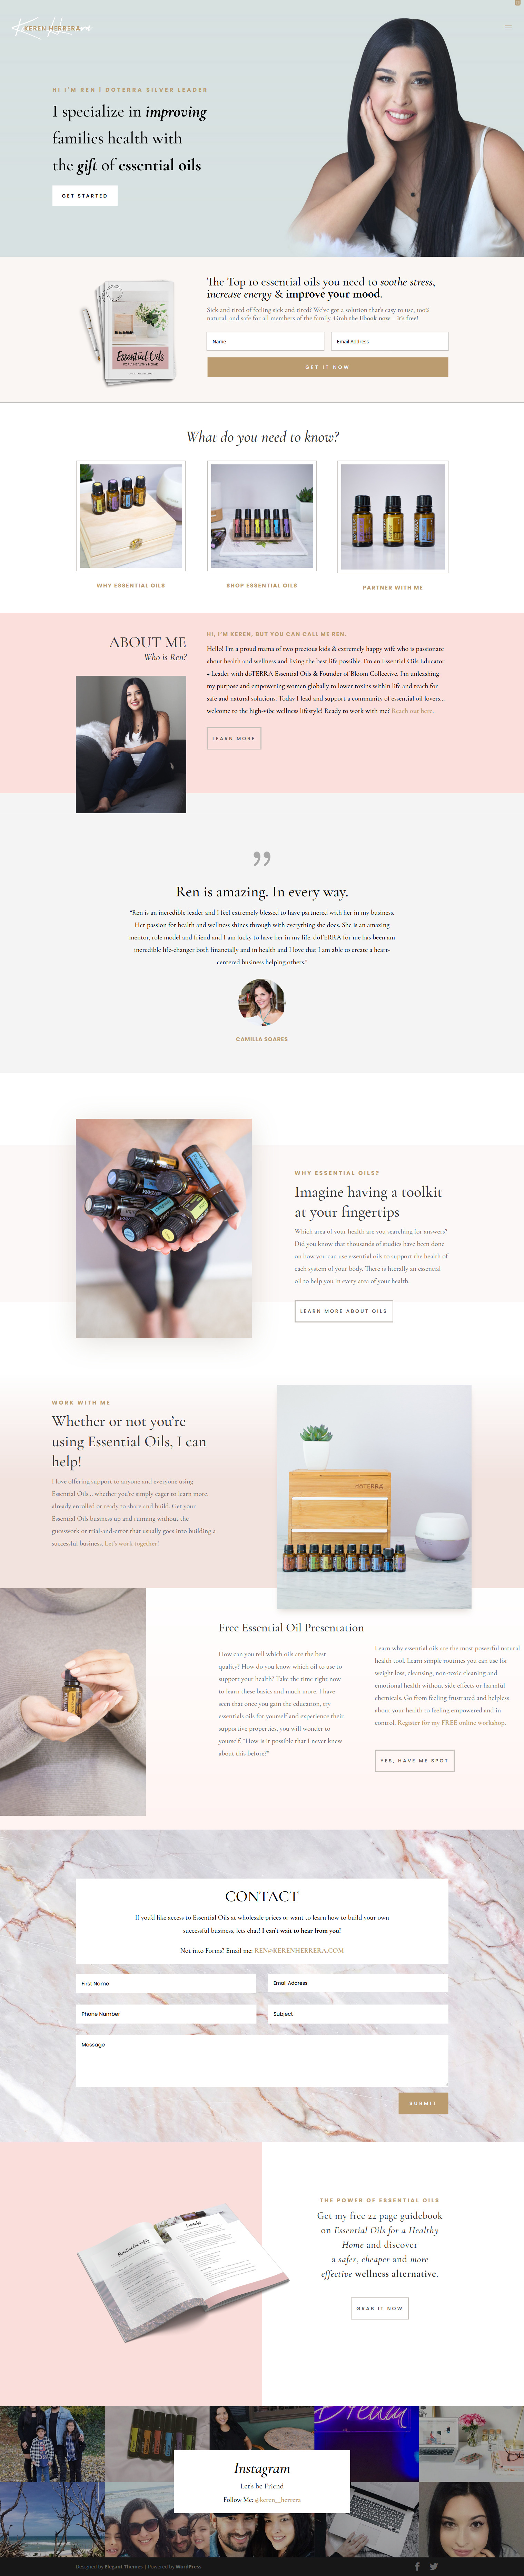 KEREN HERRERA
HI I'M REN | DOTERRA SILVER LEADER
I specialize in improving
families health with
the gift of essential oils
GET STARTED
The Top 10 essential oils you need to soothe stress,
increase energy & improve your mood.
Sick and tired of feeling sick and tired? We've got a solution that's easy to use, 100%
natural, and safe for all members of the family. Grab the Ebook now – it's free!
Essential Oils
FOR A HEALTHY HOME
Name
Email Address
GET IT NOW
What do you need to know?
WHY ESSENTIAL OILS
SHOP ESSENTIAL OILS
PARTNER WITH ME
ABOUT ME
Who is Ren?
HI, I'M KEREN, BUT YOU CAN CALL ME REN.
Hello! I'm a proud mama of two precious kids & extremely happy wife who is passionate
about health and wellness and living the best life possible. I'm an Essential Oils Educator
+ Leader with doTERRA Essential Oils & Founder of Bloom Collective. I'm unleashing
my purpose and empowering women globally to lower toxins within life and reach for
safe and natural solutions. Today I lead and support a community of essential oil lovers...
welcome to the high-vibe wellness lifestyle! Ready to work with me? Reach out here.
LEARN MORE
”
Ren is amazing. In every way.
“Ren is an incredible leader and I feel extremely blessed to have partnered with her in my business.
Her passion for health and wellness shines through with everything she does. She is an amazing
mentor, role model and friend and I am lucky to have her in my life. doTERRA for me has been am
incredible life-changer both financially and in health and I love that I am able to create a heart-
centered business helping others.”
CAMILLA SOARES
WHY ESSENTIAL OILS?
Imagine having a toolkit
at your fingertips
Which area of your health are you searching for answers?
Did you know that thousands of studies have been done
on how you can use essential oils to support the health of
each system of your body. There is literally an essential
oil to help you in every area of your health.
LEARN MORE ABOUT OILS
WORK WITH ME
Whether or not you're
using Essential Oils, I can
help!
I love offering support to anyone and everyone using
Essential Oils... whether you're simply eager to learn more,
already enrolled or ready to share and build. Get your
Essential Oils business up and running without the
guesswork or trial-and-error that usually goes into building a
successful business. Let's work together!
dōTERRA
Free Essential Oil Presentation
How can you tell which oils are the best
quality? How do you know which oil to use to
support your health? Take the time right now
to learn these basics and much more. I have
seen that once you gain the education, try
essentials oils for yourself and experience their
supportive properties, you will wonder to
yourself, “How is it possible that I never knew
about this before?”
Learn why essential oils are the most powerful natural
health tool. Learn simple routines you can use for
weight loss, cleansing, non-toxic cleaning and
emotional health without side effects or harmful
chemicals. Go from feeling frustrated and helpless
about your health to feeling empowered and in
control. Register for my FREE online workshop.
YES, HAVE ME SPOT
CONTACT
If you'd like access to Essential Oils at wholesale prices or want to learn how to build your own
successful business, lets chat! I can't wait to hear from you!
Not into Forms? Email me: REN@KERENHERRERA.COM
First Name
Email Address
Phone Number
Subject
Message
SUBMIT
THE POWER OF ESSENTIAL OILS
Get my free 22 page guidebook
on Essential Oils for a Healthy
Home and discover
a safer, cheaper and more
effective wellness alternative.
GRAB IT NOW
Essential Oil Safety
Lavender
Dream
Instagram
Let's be Friend
Follow Me: @keren__herrera
Designed by Elegant Themes | Powered by WordPress